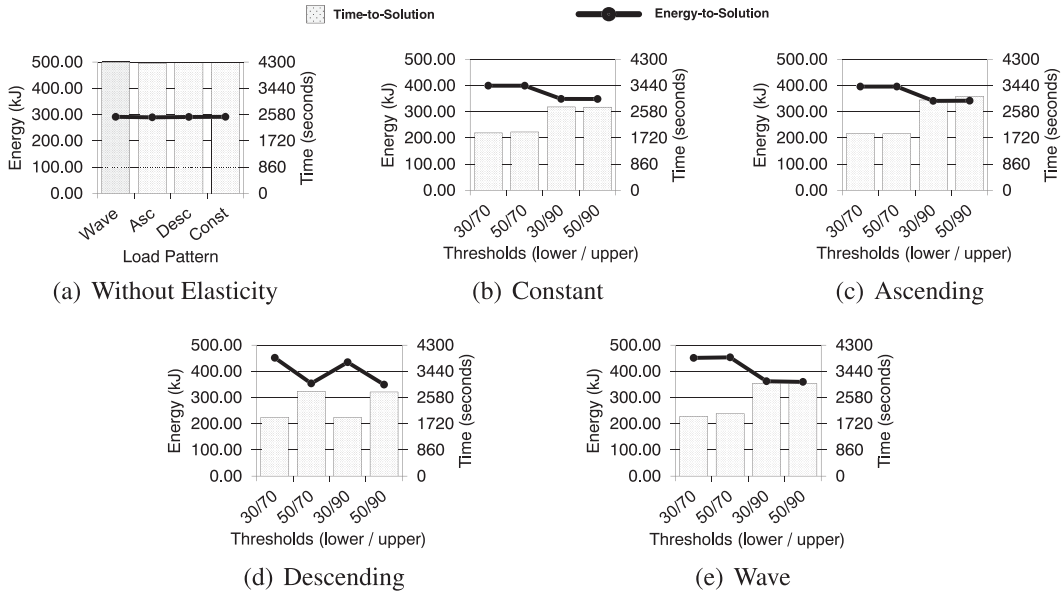 Time-to-Solution Energy-to-Solution
500.00
400.00
300.00
200.00
100.00
0.00
Energy (kJ)
4300
3440
2580
1720
860
0
Time (seconds)
Wave Asc Desc Const
Load Pattern
(a) Without Elasticity
500.00
400.00
300.00
200.00
100.00
0.00
Energy (kJ)
4300
3440
2580
1720
860
0
Time (seconds)
30/70 50/70 30/90 50/90
Thresholds (lower / upper)
(b) Constant
500.00
400.00
300.00
200.00
100.00
0.00
Energy (kJ)
4300
3440
2580
1720
860
0
Time (seconds)
30/70 50/70 30/90 50/90
Thresholds (lower / upper)
(c) Ascending
500.00
400.00
300.00
200.00
100.00
0.00
Energy (kJ)
4300
3440
2580
1720
860
0
Time (seconds)
30/70 50/70 30/90 50/90
Thresholds (lower / upper)
(d) Descending
500.00
400.00
300.00
200.00
100.00
0.00
Energy (kJ)
4300
3440
2580
1720
860
0
Time (seconds)
30/70 50/70 30/90 50/90
Thresholds (lower / upper)
(e) Wave